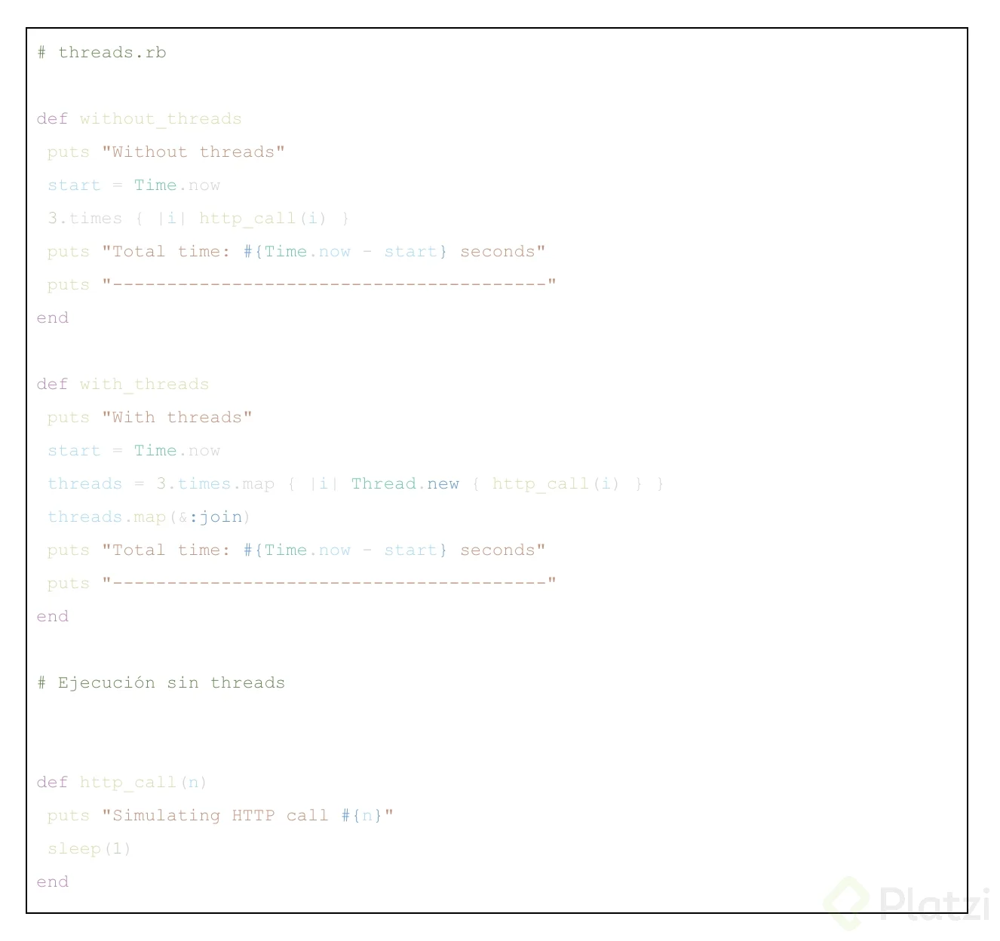 # threads.rb
def without_threads
puts "Without threads"
start = Time.now
3.times { |i| http_call(i) }
puts "Total time: #{Time.now - start} seconds"
puts "----------------------------------------"
end
def with_threads
puts "With threads"
start = Time.now
threads = 3.times.map { |i| Thread.new { http_call(i) } }
threads.map(&:join)
puts "Total time: #{Time.now - start} seconds"
puts "----------------------------------------"
end
# Ejecución sin threads
def http_call(n)
puts "Simulating HTTP call #{n}"
sleep(1)
end
Platzi